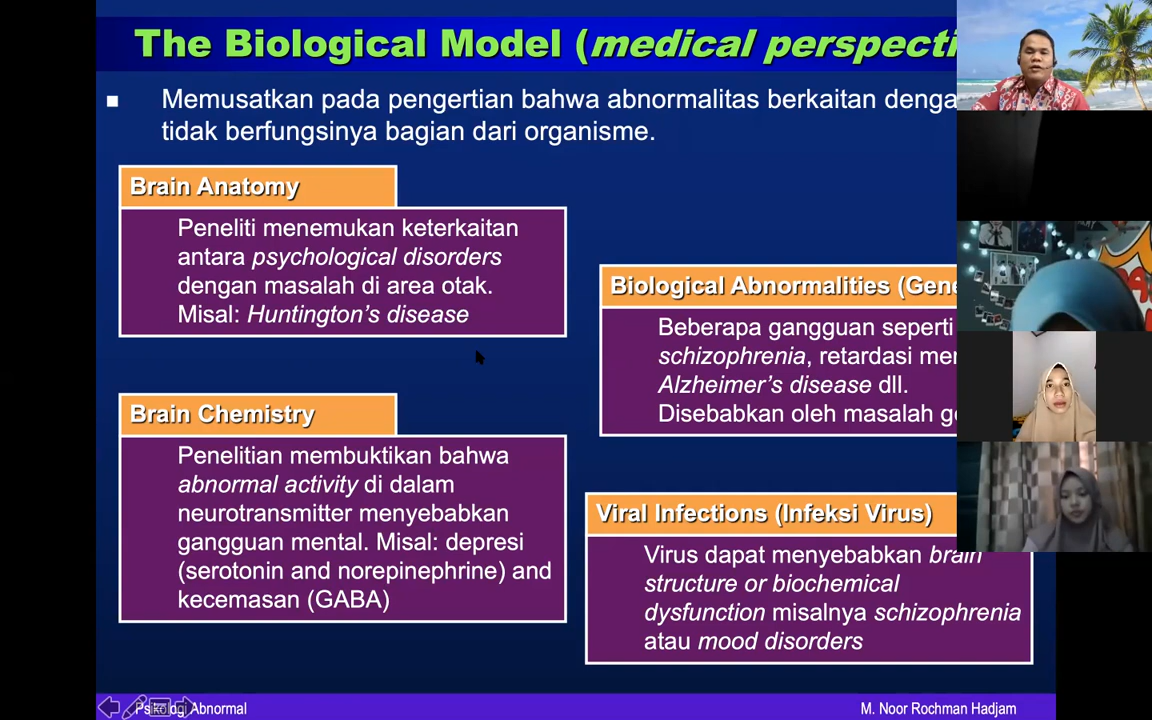 The Biological Model (medical perspecti
Memusatkan pada pengertian bahwa abnormalitas berkaitan denga
tidak berfungsinya bagian dari organisme.
Brain Anatomy
Peneliti menemukan keterkaitan
antara psychological disorders
dengan masalah di area otak.
Misal: Huntington's disease
Biological Abnormalities (Gene
Beberapa gangguan seperti
schizophrenia, retardasi men
Alzheimer's disease dll.
Disebabkan oleh masalah ge
Brain Chemistry
Penelitian membuktikan bahwa
abnormal activity di dalam
neurotransmitter menyebabkan
gangguan mental. Misal: depresi
(serotonin and norepinephrine) and
kecemasan (GABA)
Viral Infections (Infeksi Virus)
Virus dapat menyebabkan brain
structure or biochemical
dysfunction misalnya schizophrenia
atau mood disorders
Psikologi Abnormal
M. Noor Rochman Hadjam